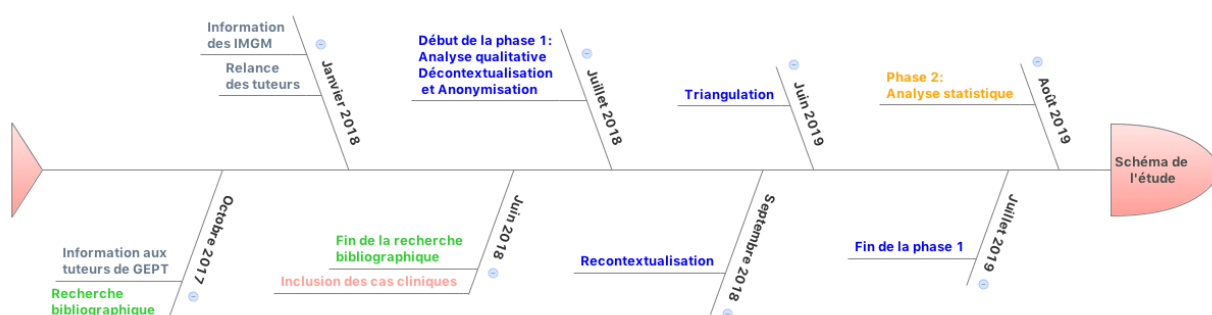 Information
des IMGM
Relance
des tuteurs
Janvier 2018
Début de la phase 1:
Analyse qualitative
Décontextualisation
et Anonymisation
Juillet 2018
Triangulation
Juin 2019
Phase 2:
Analyse statistique
Août 2019
Schéma de
l'étude
Information aux
tuteurs de GEPT
Recherche
bibliographique
Octobre 2017
Fin de la recherche
bibliographique
Inclusion des cas cliniques
Juin 2018
Recontextualisation
Septembre 2018
Fin de la phase 1
Juillet 2019